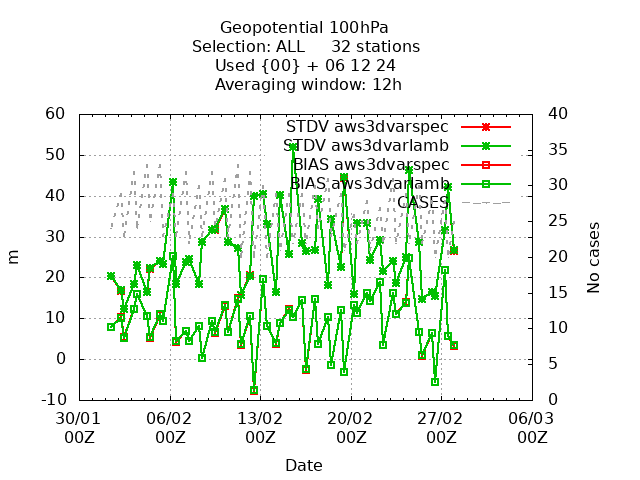 Geopotential 100hPa
Selection: ALL 32 stations
Used {00} + 06 12 24
Averaging window: 12h
STDV aws3dvarspec
STDV aws3dvarlamb
BIAS aws3dvarspec
BIAS aws3dvarlamb
CASES
60
50
40
30
20
10
0
-10
m
40
35
30
25
20
15
10
5
0
No cases
30/01 06/02 13/02 20/02 27/02 06/03
00Z 00Z 00Z 00Z 00Z 00Z
Date